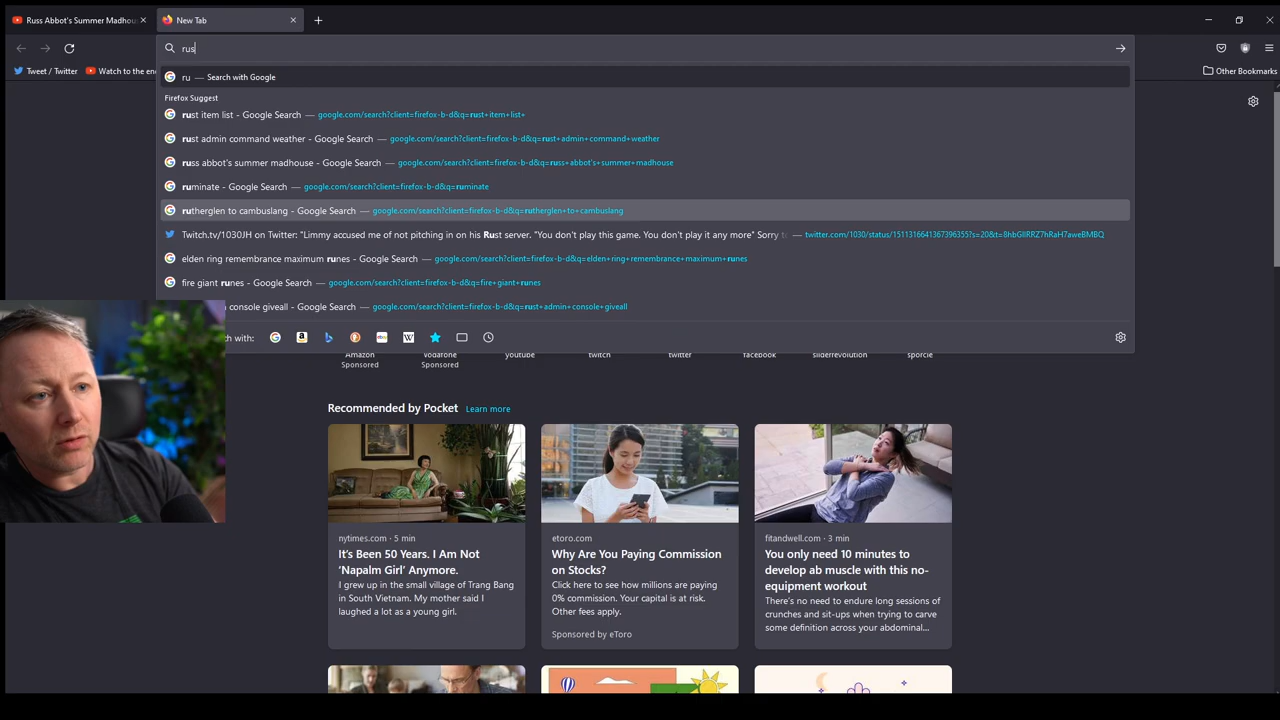 Russ Abbot's Summer Madhous
New Tab
rus
Tweet / Twitter
Watch to the en
Other Bookmarks
ru — Search with Google
Firefox Suggest
rust item list - Google Search — google.com/search?client=firefox-b-d&q=rust+item+list+
rust admin command weather - Google Search — google.com/search?client=firefox-b-d&q=rust+admin+command+weather
russ abbot's summer madhouse - Google Search — google.com/search?client=firefox-b-d&q=russ+abbot's+summer+madhouse
ruminate - Google Search — google.com/search?client=firefox-b-d&q=ruminate
rutherglen to cambuslang - Google Search — google.com/search?client=firefox-b-d&q=rutherglen+to+cambuslang
Twitch.tv/1030JH on Twitter: "Limmy accused me of not pitching in on his Rust server. "You don't play this game. You don't play it any more" Sorry — twitter.com/1030/status/1511316641367396355?s=20&t=8hbGllRRZ7hRaH7aweBMBQ
elden ring remembrance maximum runes - Google Search — google.com/search?client=firefox-b-d&q=elden+ring+remembrance+maximum+runes
fire giant runes - Google Search — google.com/search?client=firefox-b-d&q=fire+giant+runes
console giveall - Google Search — google.com/search?client=firefox-b-d&q=rust+admin+console+giveall
with:
Amazon
Sponsored
Vodafone
Sponsored
youtube
twitch
twitter
facebook
sliderrevolution
sporcle
Recommended by Pocket Learn more
nytimes.com · 5 min
It's Been 50 Years. I Am Not
'Napalm Girl' Anymore.
I grew up in the small village of Trang Bang
in South Vietnam. My mother said I
laughed a lot as a young girl.
etoro.com
Why Are You Paying Commission
on Stocks?
Click here to see how millions are paying
0% commission. Your capital is at risk.
Other fees apply.
Sponsored by eToro
fitandwell.com · 3 min
You only need 10 minutes to
develop ab muscle with this no-
equipment workout
There's no need to endure long sessions of
crunches and sit-ups when trying to carve
some definition across your abdominal...